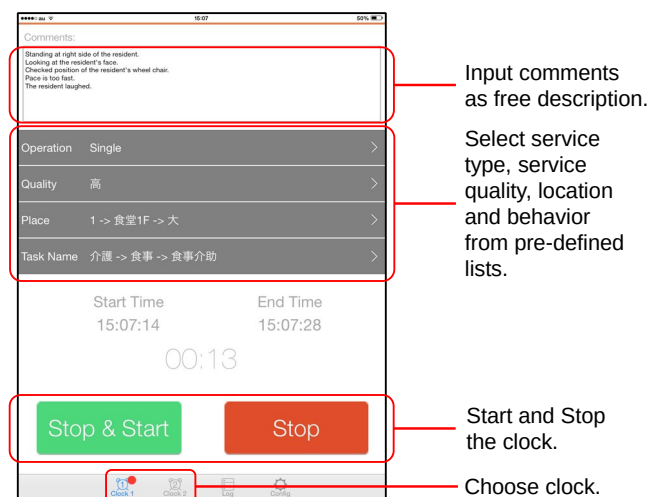 au 15:07 50%
Comments:
Standing at right side of the resident.
Looking at the resident's face.
Checked position of the resident's wheel chair.
Pace is too fast.
The resident laughed.
Input comments
as free description.
Operation Single
Quality 高
Place 1 -> 食堂1F -> 大
Task Name 介護 -> 食事 -> 食事介助
Select service
type, service
quality, location
and behavior
from pre-defined
lists.
Start Time End Time
15:07:14 15:07:28
00:13
Stop & Start Stop
Start and Stop
the clock.
1 2
Clock 1 Clock 2 Log Config
Choose clock.